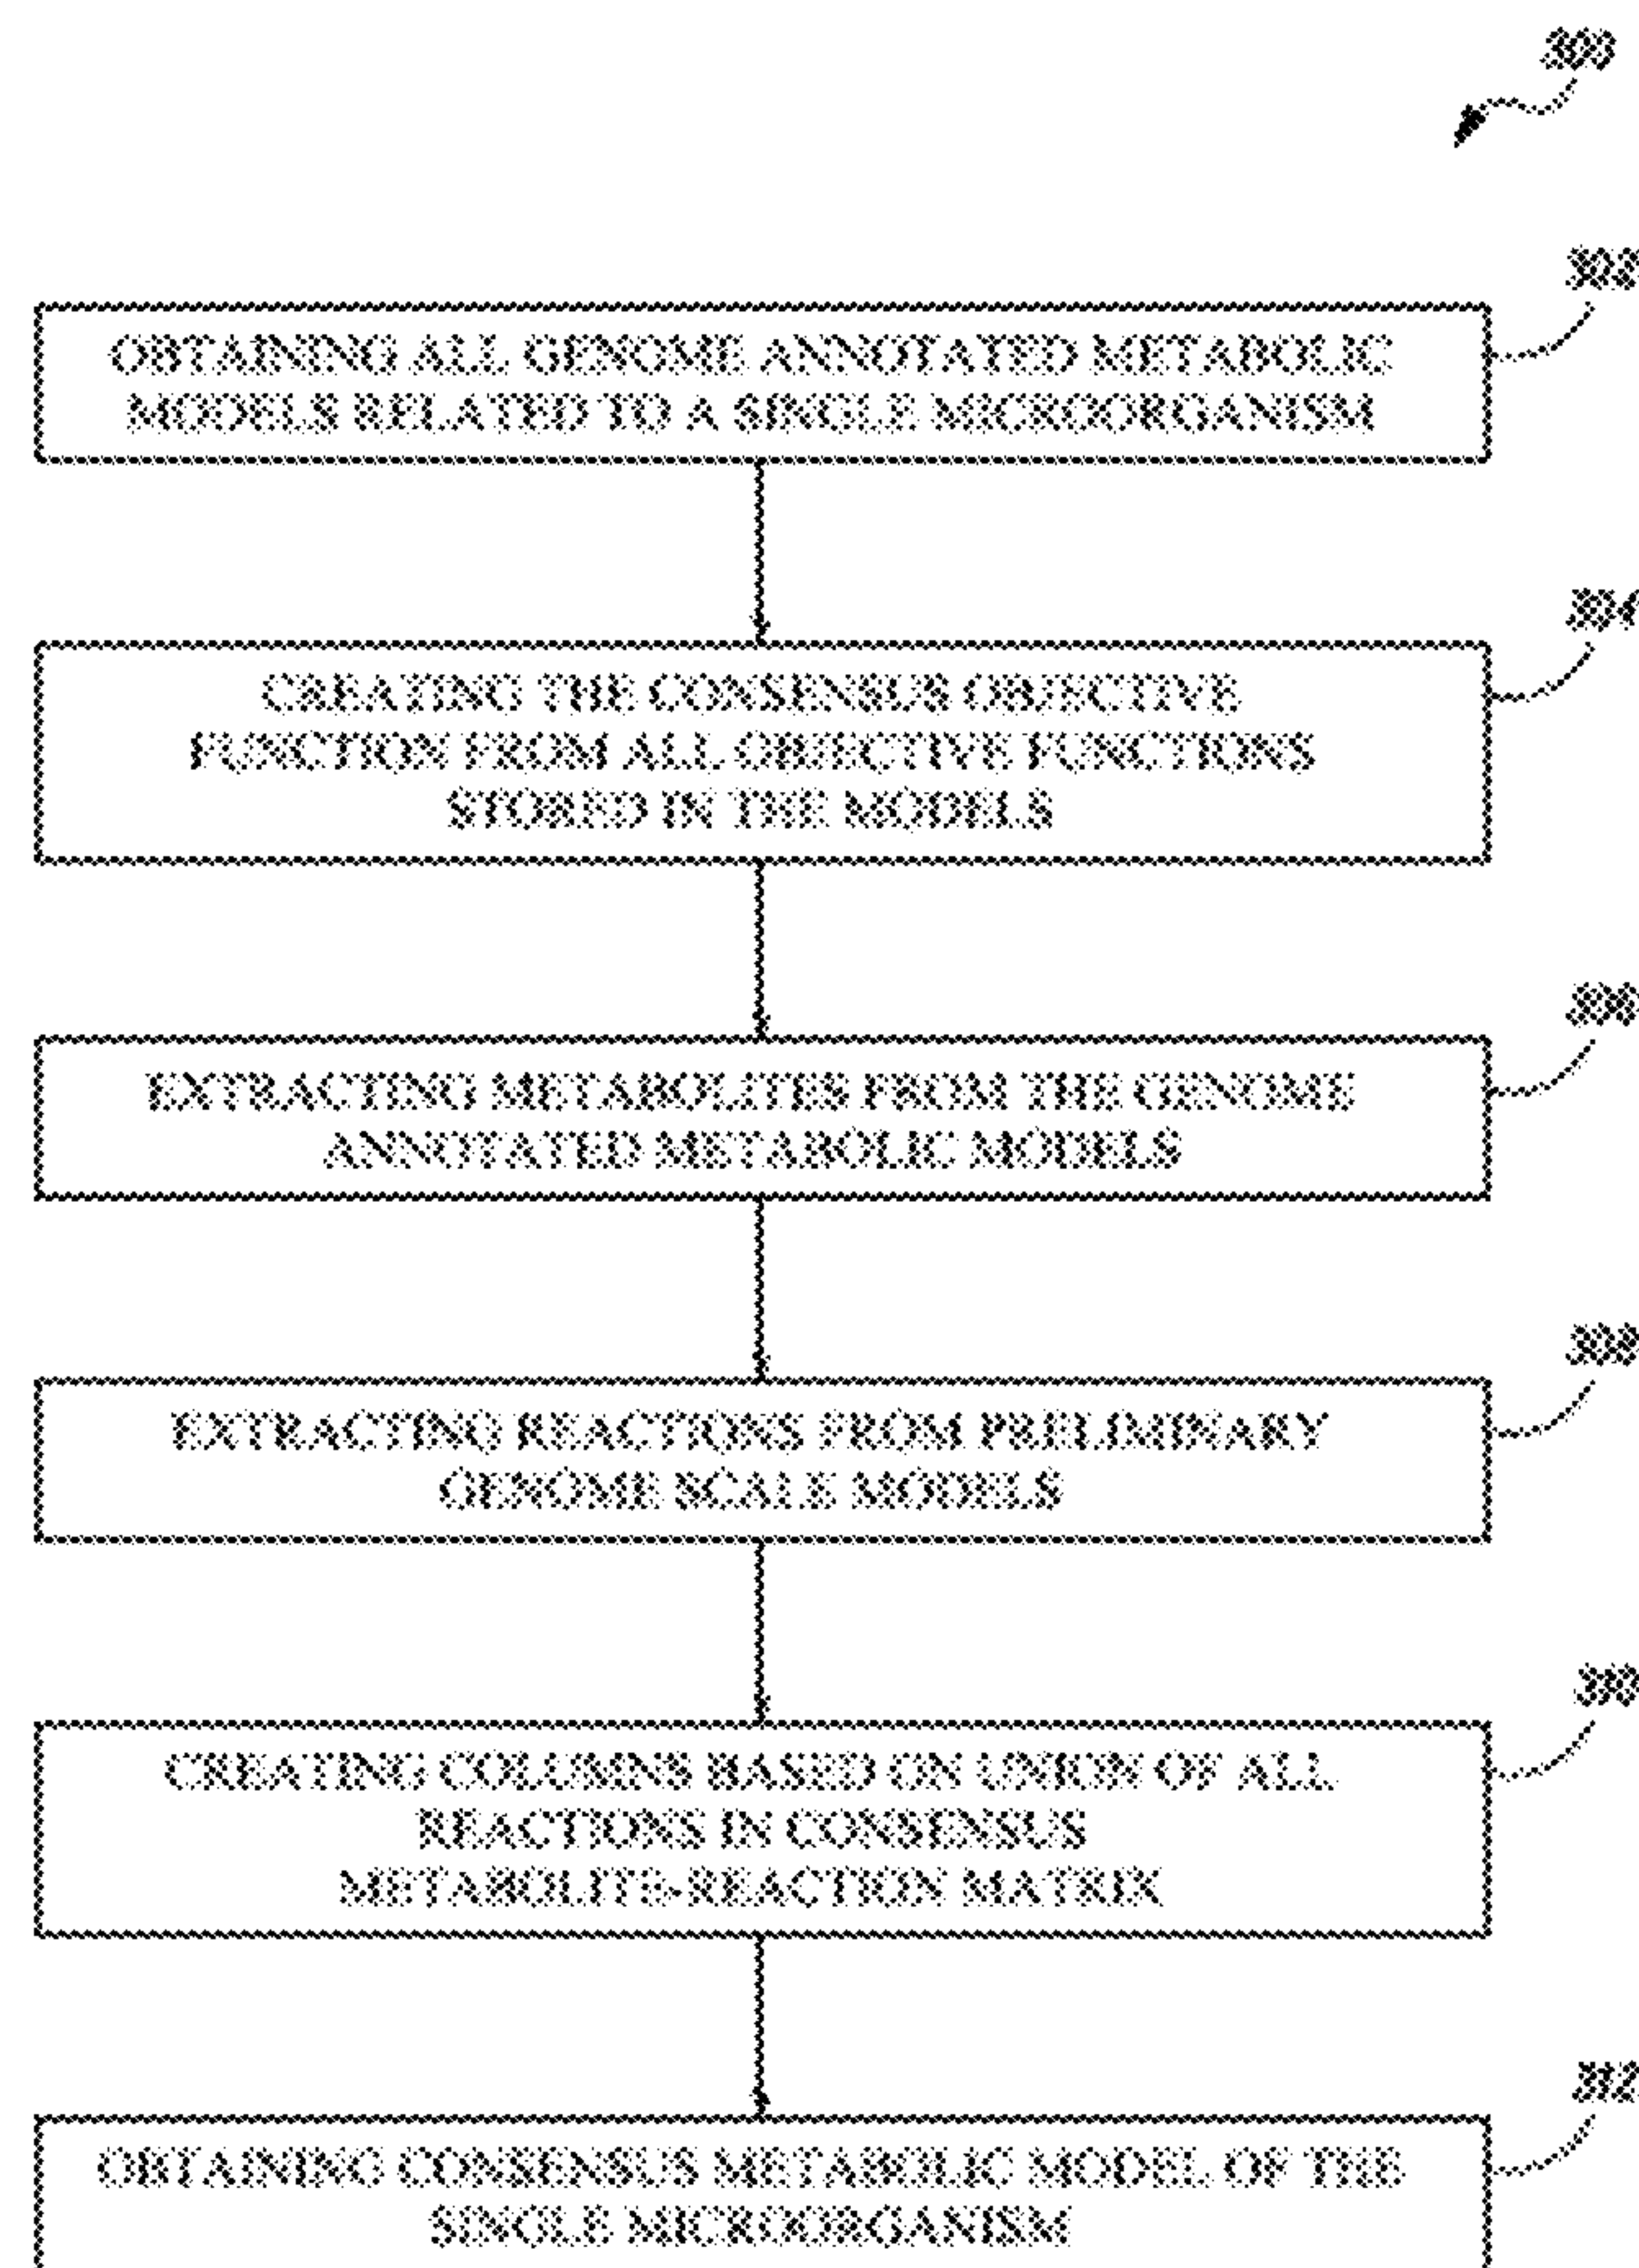 300
302
OBTAINING ALL GENOME ANNOTATED METABOLIC
MODELS RELATED TO A SINGLE MICROORGANISM
304
CREATING THE CONSENSUS OBJECTIVE
FUNCTION FROM ALL OBJECTIVE FUNCTIONS
STORED IN THE MODELS
306
EXTRACTING METABOLITES FROM THE GENOME
ANNOTATED METABOLIC MODELS
308
EXTRACTING REACTIONS FROM PRELIMINARY
GENOME SCALE MODELS
310
CREATING COLUMNS BASED ON UNION OF ALL
REACTIONS IN CONSENSUS
METABOLITE-REACTION MATRIX
312
OBTAINING CONSENSUS METABOLIC MODEL OF THE
SINGLE MICROORGANISM